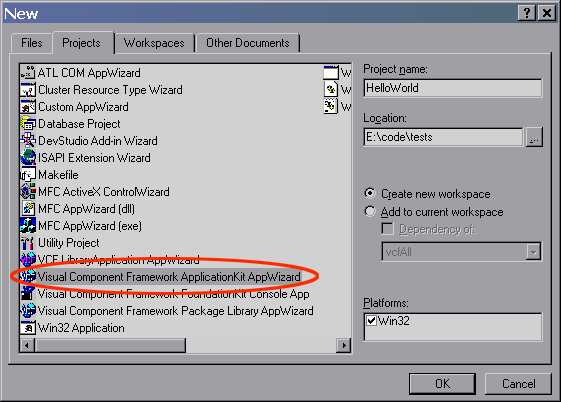 New
Files Projects Workspaces Other Documents
ATL COM AppWizard
Cluster Resource Type Wizard
Custom AppWizard
Database Project
DevStudio Add-in Wizard
ISAPI Extension Wizard
Makefile
MFC ActiveX ControlWizard
MFC AppWizard (dll)
MFC AppWizard (exe)
Utility Project
VCF LibraryApplication AppWizard
Visual Component Framework ApplicationKit AppWizard
Visual Component Framework FoundationKit Console App
Visual Component Framework Package Library AppWizard
Win32 Application
W
W
W
Project name:
HelloWorld
Location:
E:\code\tests
...
Create new workspace
Add to current workspace
Dependency of:
vcfAll
Platforms:
Win32
OK Cancel